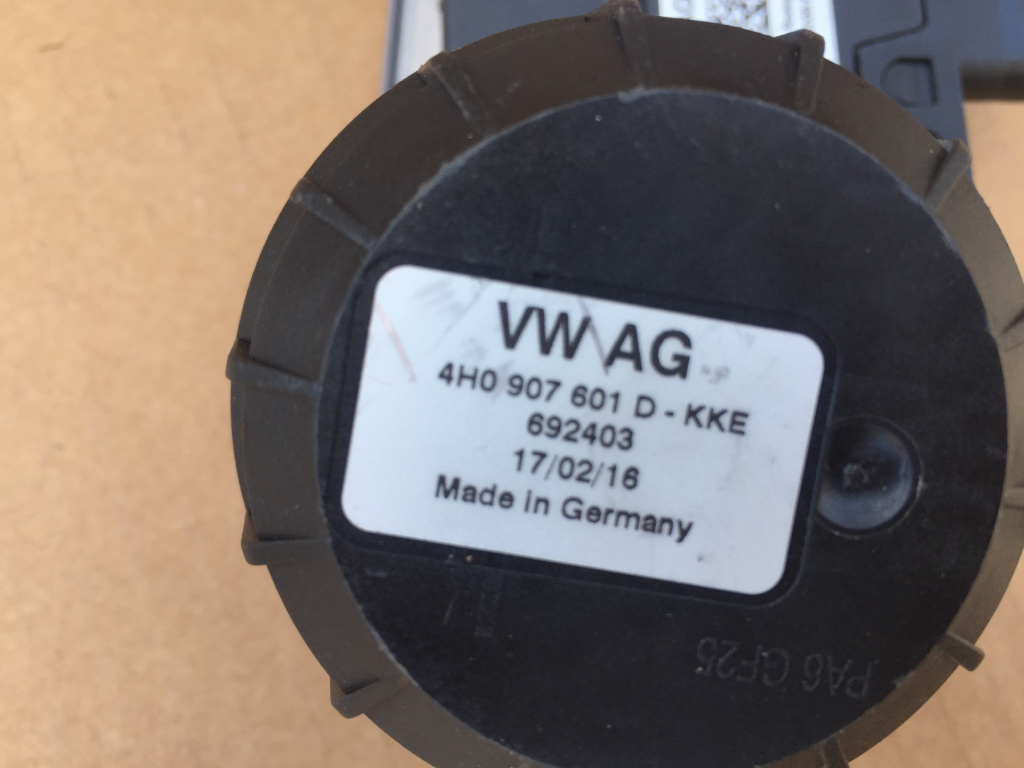 VW AG
4H0 907 601 D - KKE
692403
17/02/16
Made in Germany
PA6 GF25